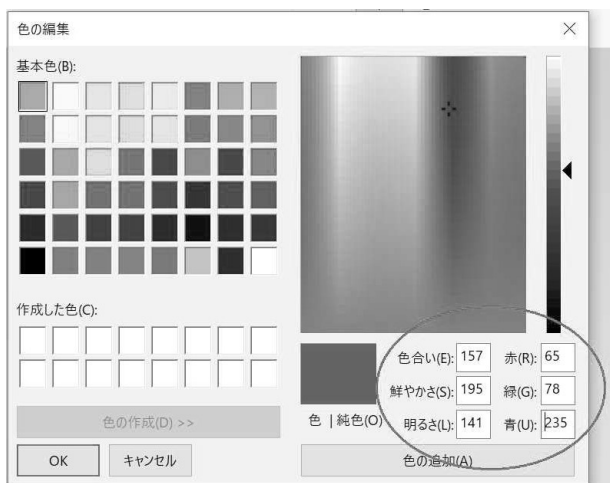 色の編集
基本色(B):
作成した色(C):
色の作成(D) >>
OK キャンセル
色 | 純色(O)
色合い(E): 157 赤(R): 65
鮮やかさ(S): 195 緑(G): 78
明るさ(L): 141 青(U): 235
色の追加(A)